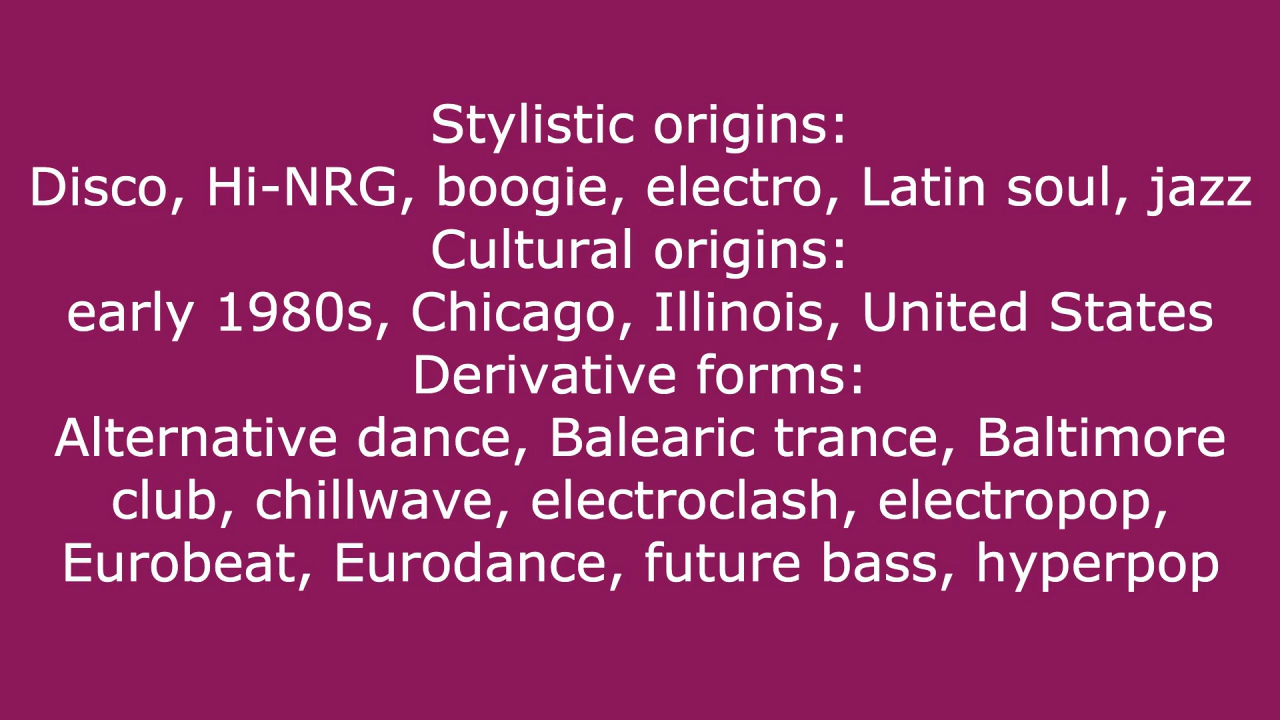 Stylistic origins:
Disco, Hi-NRG, boogie, electro, Latin soul, jazz
Cultural origins:
early 1980s, Chicago, Illinois, United States
Derivative forms:
Alternative dance, Balearic trance, Baltimore
club, chillwave, electroclash, electropop,
Eurobeat, Eurodance, future bass, hyperpop